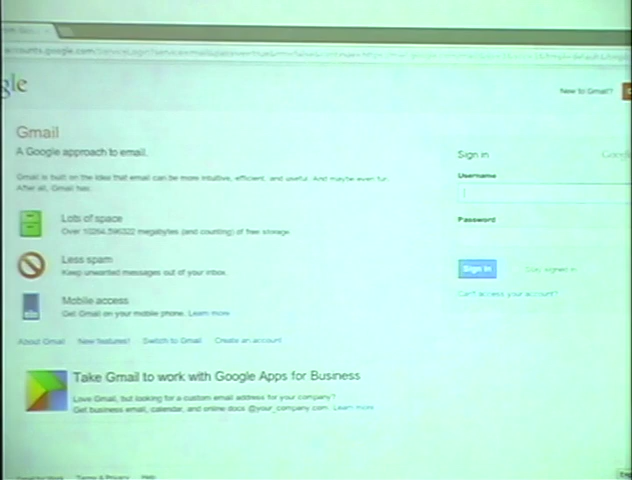 gle
New to Gmail?
Gmail
A Google approach to email.
Gmail is built on the idea that email can be more intuitive, efficient, and useful. And maybe even fun.
After all, Gmail has:
Lots of space
Over 10264.596322 megabytes (and counting) of free storage.
Less spam
Keep unwanted messages out of your inbox.
Mobile access
Get Gmail on your mobile phone. Learn more
About Gmail New features! Switch to Gmail Create an account
Take Gmail to work with Google Apps for Business
Love Gmail, but looking for a custom email address for your company?
Get business email, calendar, and online docs @your_company.com. Learn more
Sign in Google
Username
Password
Sign in Stay signed in
Can't access your account?
Gmail for Work Terms & Privacy Help